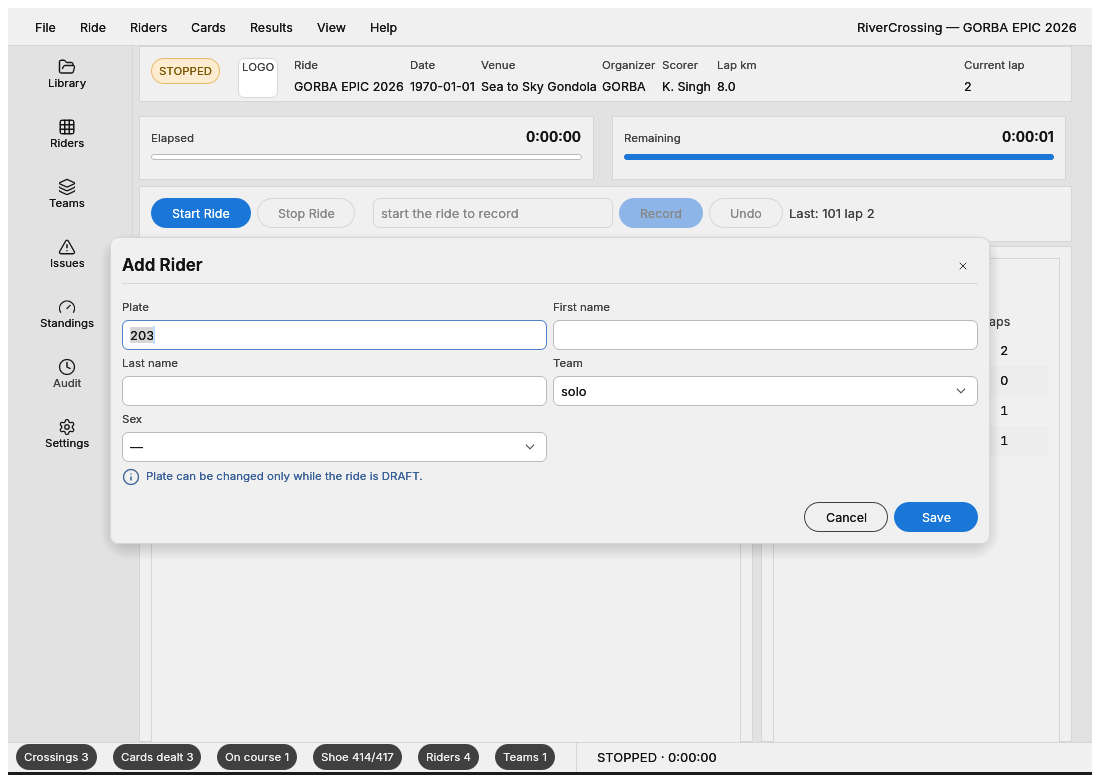 File Ride Riders Cards Results View Help RiverCrossing — GORBA EPIC 2026
Library
Riders
Teams
Issues
Standings
Audit
Settings
STOPPED
LOGO
Ride Date Venue Organizer Scorer Lap km Current lap
GORBA EPIC 2026 1970-01-01 Sea to Sky Gondola GORBA K. Singh 8.0 2
Elapsed 0:00:00
Remaining 0:00:01
Start Ride Stop Ride start the ride to record Record Undo Last: 101 lap 2
Add Rider
Plate First name
203
Last name Team
solo
Sex
—
Plate can be changed only while the ride is DRAFT.
Cancel Save
aps
2
0
1
1
Crossings 3 Cards dealt 3 On course 1 Shoe 414/417 Riders 4 Teams 1 STOPPED · 0:00:00